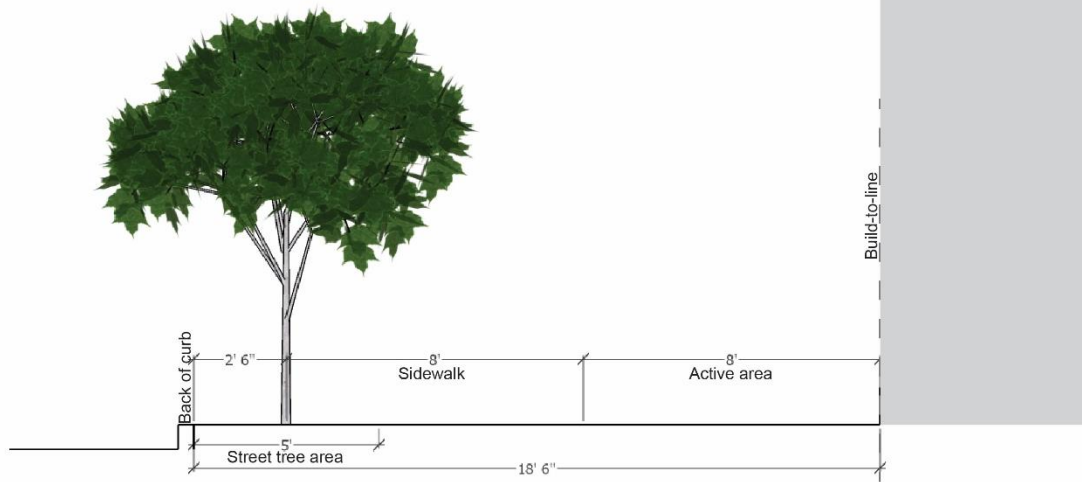 Build-to-line
Back of curb
2' 6"
8'
8'
Sidewalk
Active area
5'
Street tree area
18' 6"